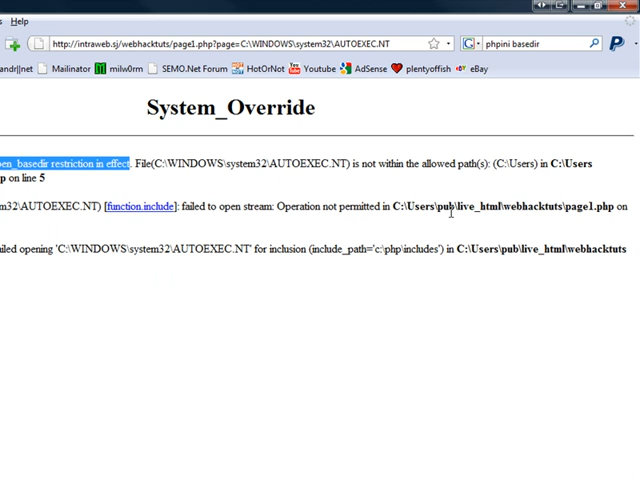 s Help
http://intraweb.sj/webhacktuts/page1.php?page=C:\WINDOWS\system32\AUTOEXEC.NT phpini basedir
andr||net Mailinator milw0rm SEMO.Net Forum HotOrNot Youtube AdSense plentyoffish eBay
System_Override
pen_basedir restriction in effect. File(C:\WINDOWS\system32\AUTOEXEC.NT) is not within the allowed path(s): (C:\Users) in C:\Users
p on line 5
m32\AUTOEXEC.NT) [function.include]: failed to open stream: Operation not permitted in C:\Users\pub\live_html\webhacktuts\page1.php on
ailed opening 'C:\WINDOWS\system32\AUTOEXEC.NT' for inclusion (include_path='c:\php\includes') in C:\Users\pub\live_html\webhacktuts